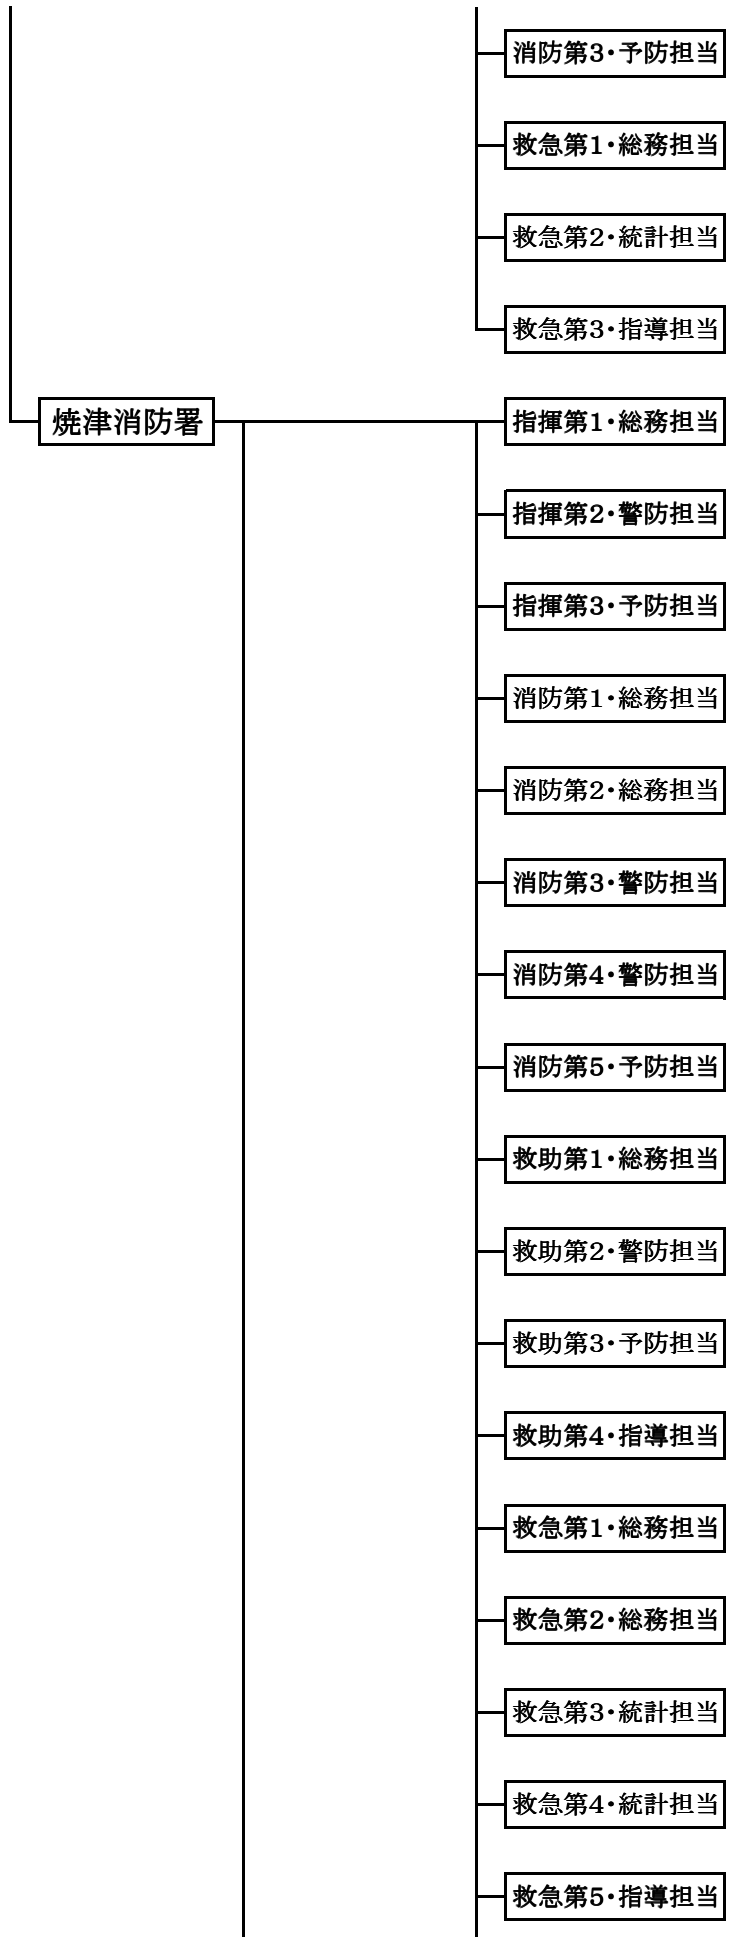 消防第3・予防担当
救急第1・総務担当
救急第2・統計担当
救急第3・指導担当
焼津消防署
指揮第1・総務担当
指揮第2・警防担当
指揮第3・予防担当
消防第1・総務担当
消防第2・総務担当
消防第3・警防担当
消防第4・警防担当
消防第5・予防担当
救助第1・総務担当
救助第2・警防担当
救助第3・予防担当
救助第4・指導担当
救急第1・総務担当
救急第2・総務担当
救急第3・統計担当
救急第4・統計担当
救急第5・指導担当